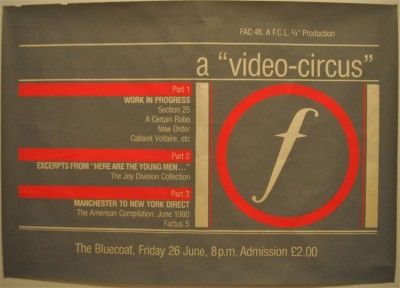 FAC 46. A F.C.L. ¾" Production
a "video-circus"
Part 1
WORK IN PROGRESS
Section 25
A Certain Ratio
New Order
Cabaret Voltaire, etc
Part 2
EXCERPTS FROM "HERE ARE THE YOUNG MEN..."
The Joy Division Collection
Part 3
MANCHESTER TO NEW YORK DIRECT
The American Compilation, June 1980
Factus 5
f
The Bluecoat, Friday 26 June, 8 p.m. Admission £2.00